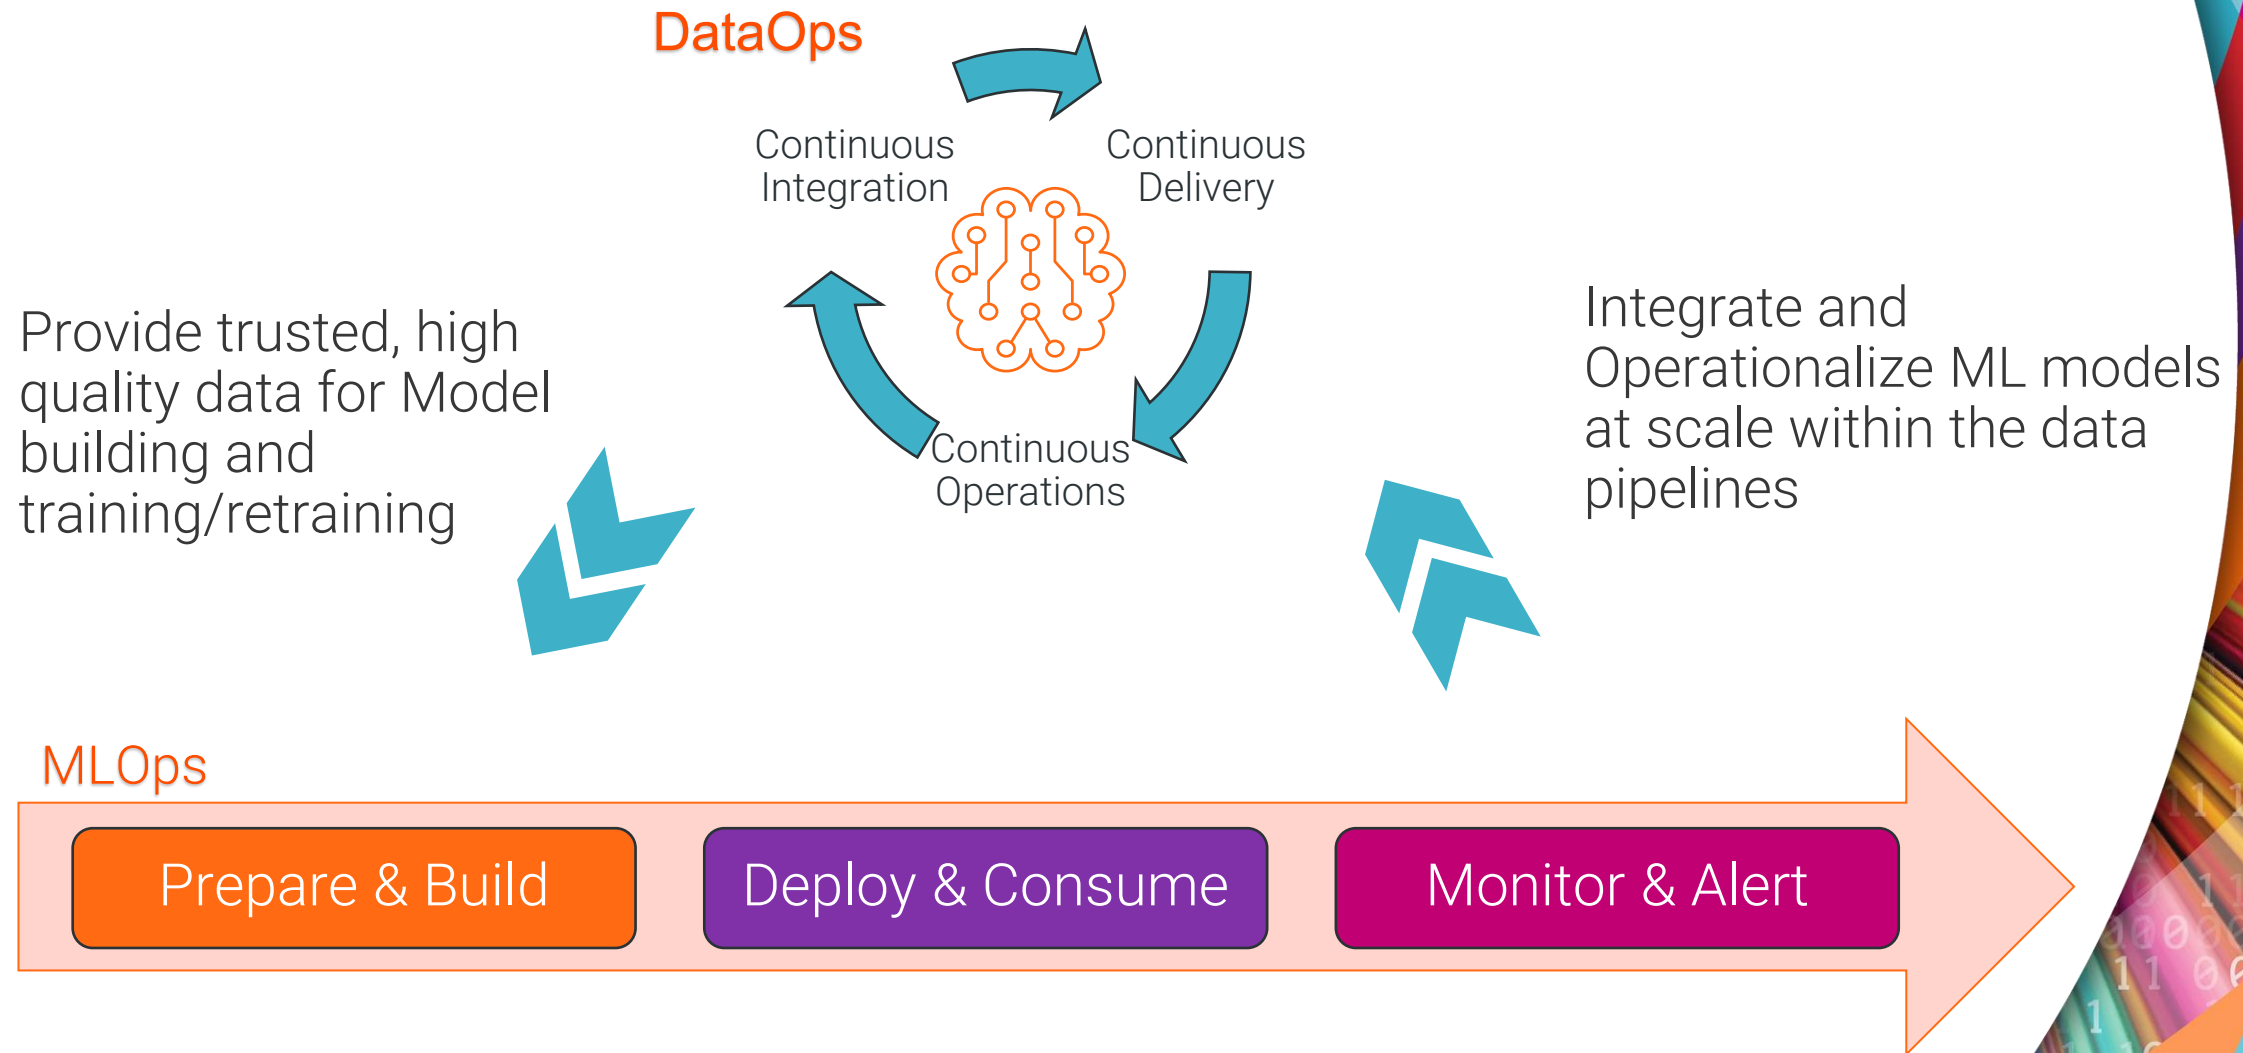 DataOps
Continuous
Integration
Continuous
Delivery
Continuous
Operations
Provide trusted, high
quality data for Model
building and
training/retraining
Integrate and
Operationalize ML models
at scale within the data
pipelines
MLOps
Prepare & Build
Deploy & Consume
Monitor & Alert